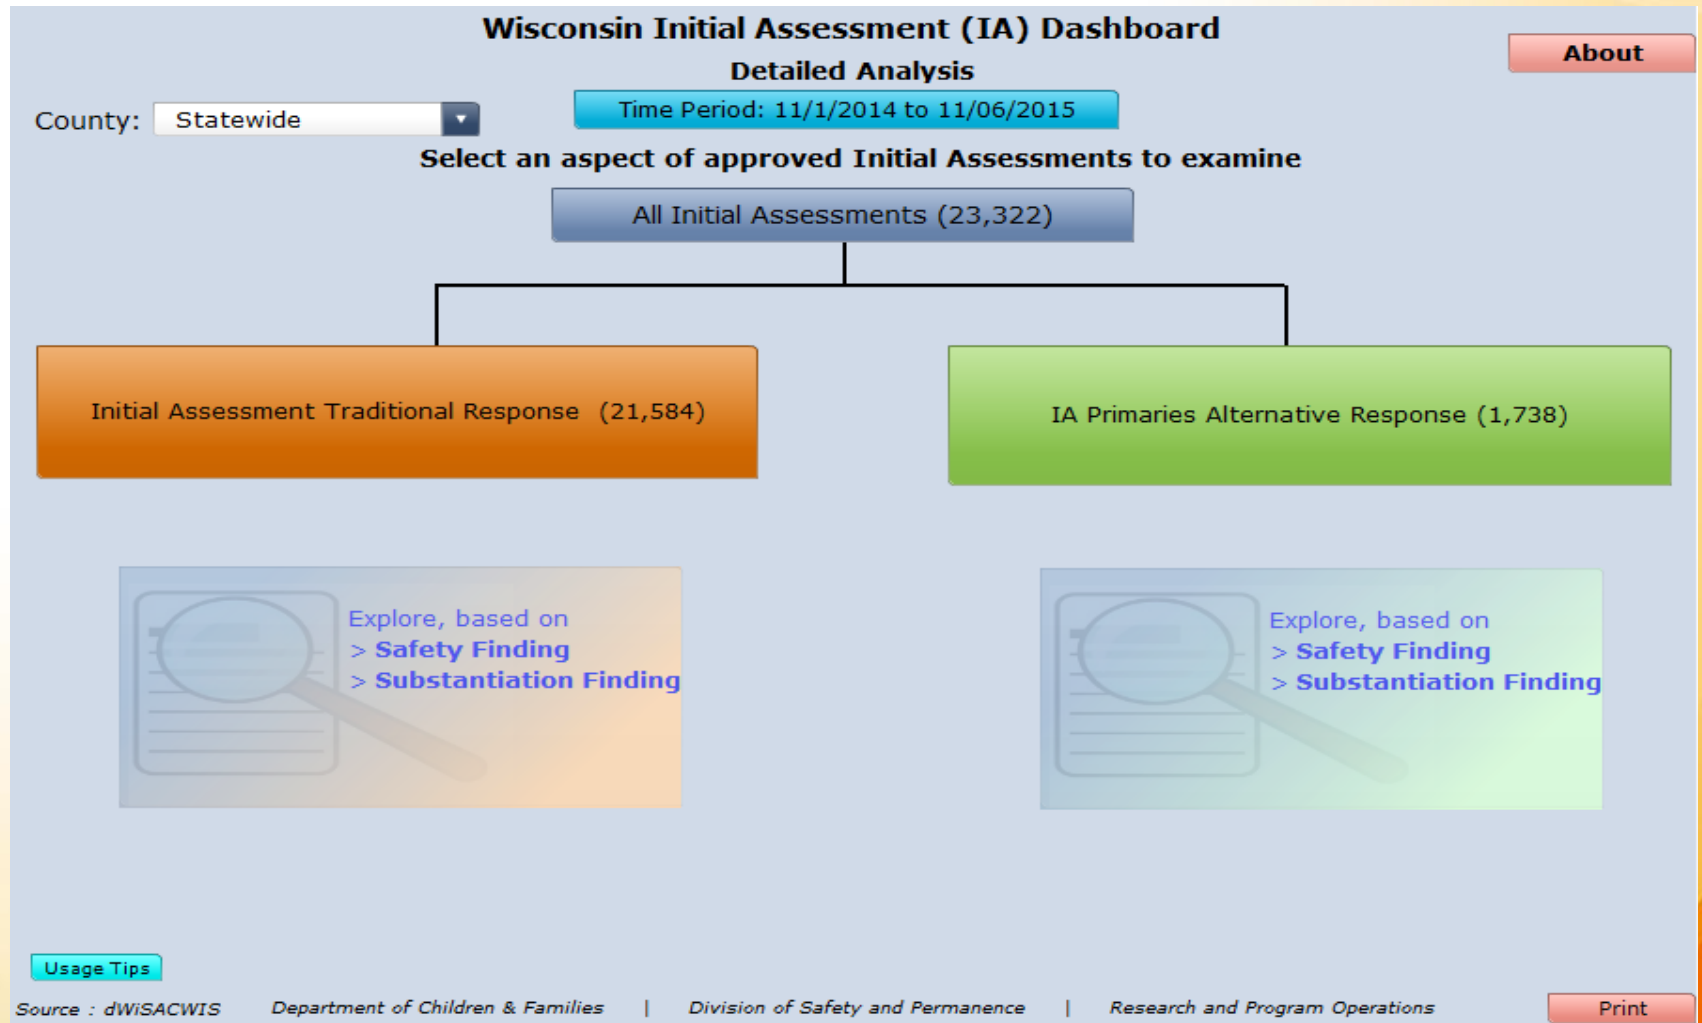 Wisconsin Initial Assessment (IA) Dashboard
About
Detailed Analysis
County: Statewide
Time Period: 11/1/2014 to 11/06/2015
Select an aspect of approved Initial Assessments to examine
All Initial Assessments (23,322)
Initial Assessment Traditional Response (21,584)
IA Primaries Alternative Response (1,738)
Explore, based on
> Safety Finding
> Substantiation Finding
Explore, based on
> Safety Finding
> Substantiation Finding
Usage Tips
Source : dWiSACWIS Department of Children & Families | Division of Safety and Permanence | Research and Program Operations
Print